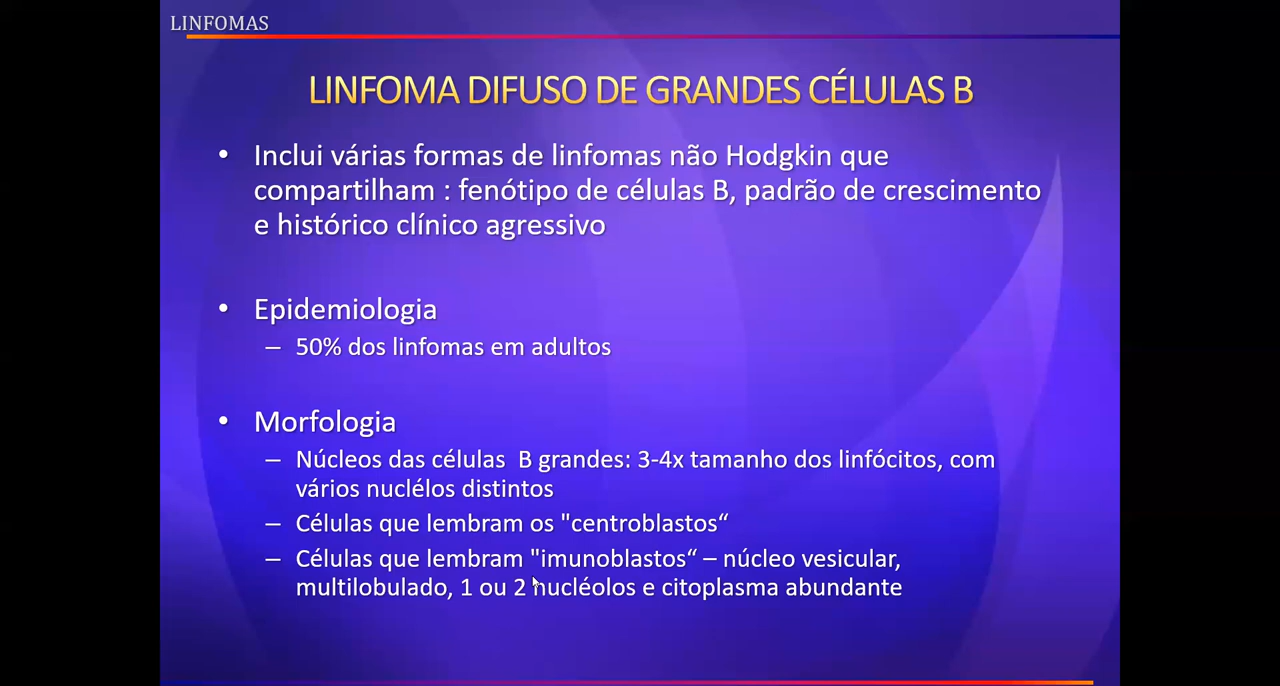 LINFOMAS
LINFOMA DIFUSO DE GRANDES CÉLULAS B
• Inclui várias formas de linfomas não Hodgkin que
compartilham : fenótipo de células B, padrão de crescimento
e histórico clínico agressivo
• Epidemiologia
– 50% dos linfomas em adultos
• Morfologia
– Núcleos das células  B grandes: 3-4x tamanho dos linfócitos, com
vários nuclélos distintos
– Células que lembram os "centroblastos“
– Células que lembram "imunoblastos“ – núcleo vesicular,
multilobulado, 1 ou 2 nucléolos e citoplasma abundante